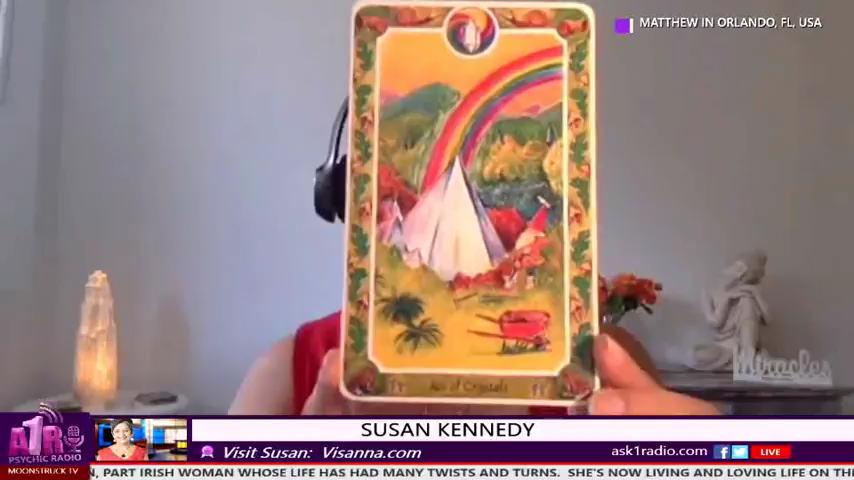 MATTHEW IN ORLANDO, FL, USA
Ace of Crystals
Miracles
SUSAN KENNEDY
A1R
PSYCHIC RADIO
Visit Susan: Visanna.com
ask1radio.com
LIVE
MOONSTRUCK TV
N, PART IRISH WOMAN WHOSE LIFE HAS HAD MANY TWISTS AND TURNS. SHE'S NOW LIVING AND LOVING LIFE ON TH